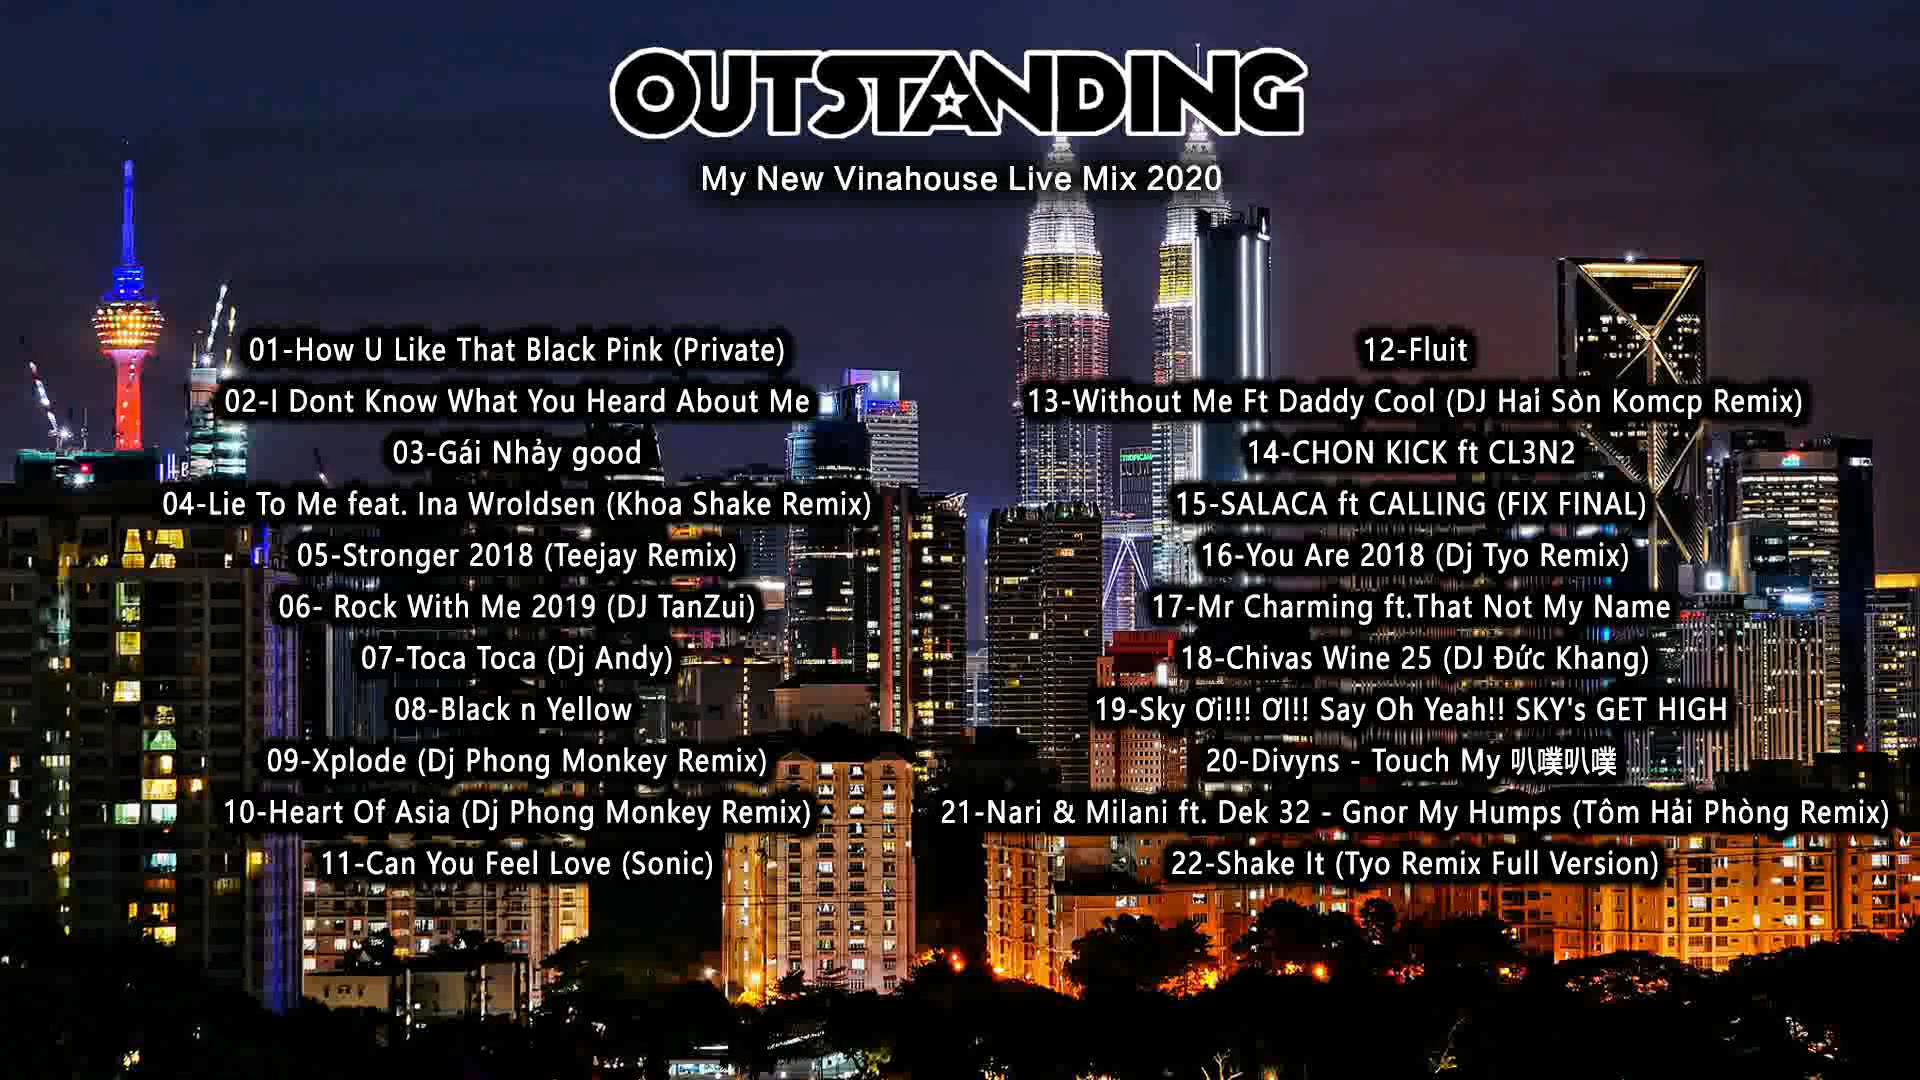 OUTSTANDING
My New Vinahouse Live Mix 2020
01-How U Like That Black Pink (Private)
02-I Dont Know What You Heard About Me
03-Gái Nhảy good
04-Lie To Me feat. Ina Wroldsen (Khoa Shake Remix)
05-Stronger 2018 (Teejay Remix)
06- Rock With Me 2019 (DJ TanZui)
07-Toca Toca (Dj Andy)
08-Black n Yellow
09-Xplode (Dj Phong Monkey Remix)
10-Heart Of Asia (Dj Phong Monkey Remix)
11-Can You Feel Love (Sonic)
12-Fluit
13-Without Me Ft Daddy Cool (DJ Hải Sòn Komcp Remix)
14-CHON KICK ft CL3N2
15-SALACA ft CALLING (FIX FINAL)
16-You Are 2018 (Dj Tyo Remix)
17-Mr Charming ft.That Not My Name
18-Chivas Wine 25 (DJ Đức Khang)
19-Sky Ơi!!! ƠI!! Say Oh Yeah!! SKY's GET HIGH
20-Divyns - Touch My 叭噗叭噗
21-Nari & Milani ft. Dek 32 - Gnor My Humps (Tôm Hải Phòng Remix)
22-Shake It (Tyo Remix Full Version)